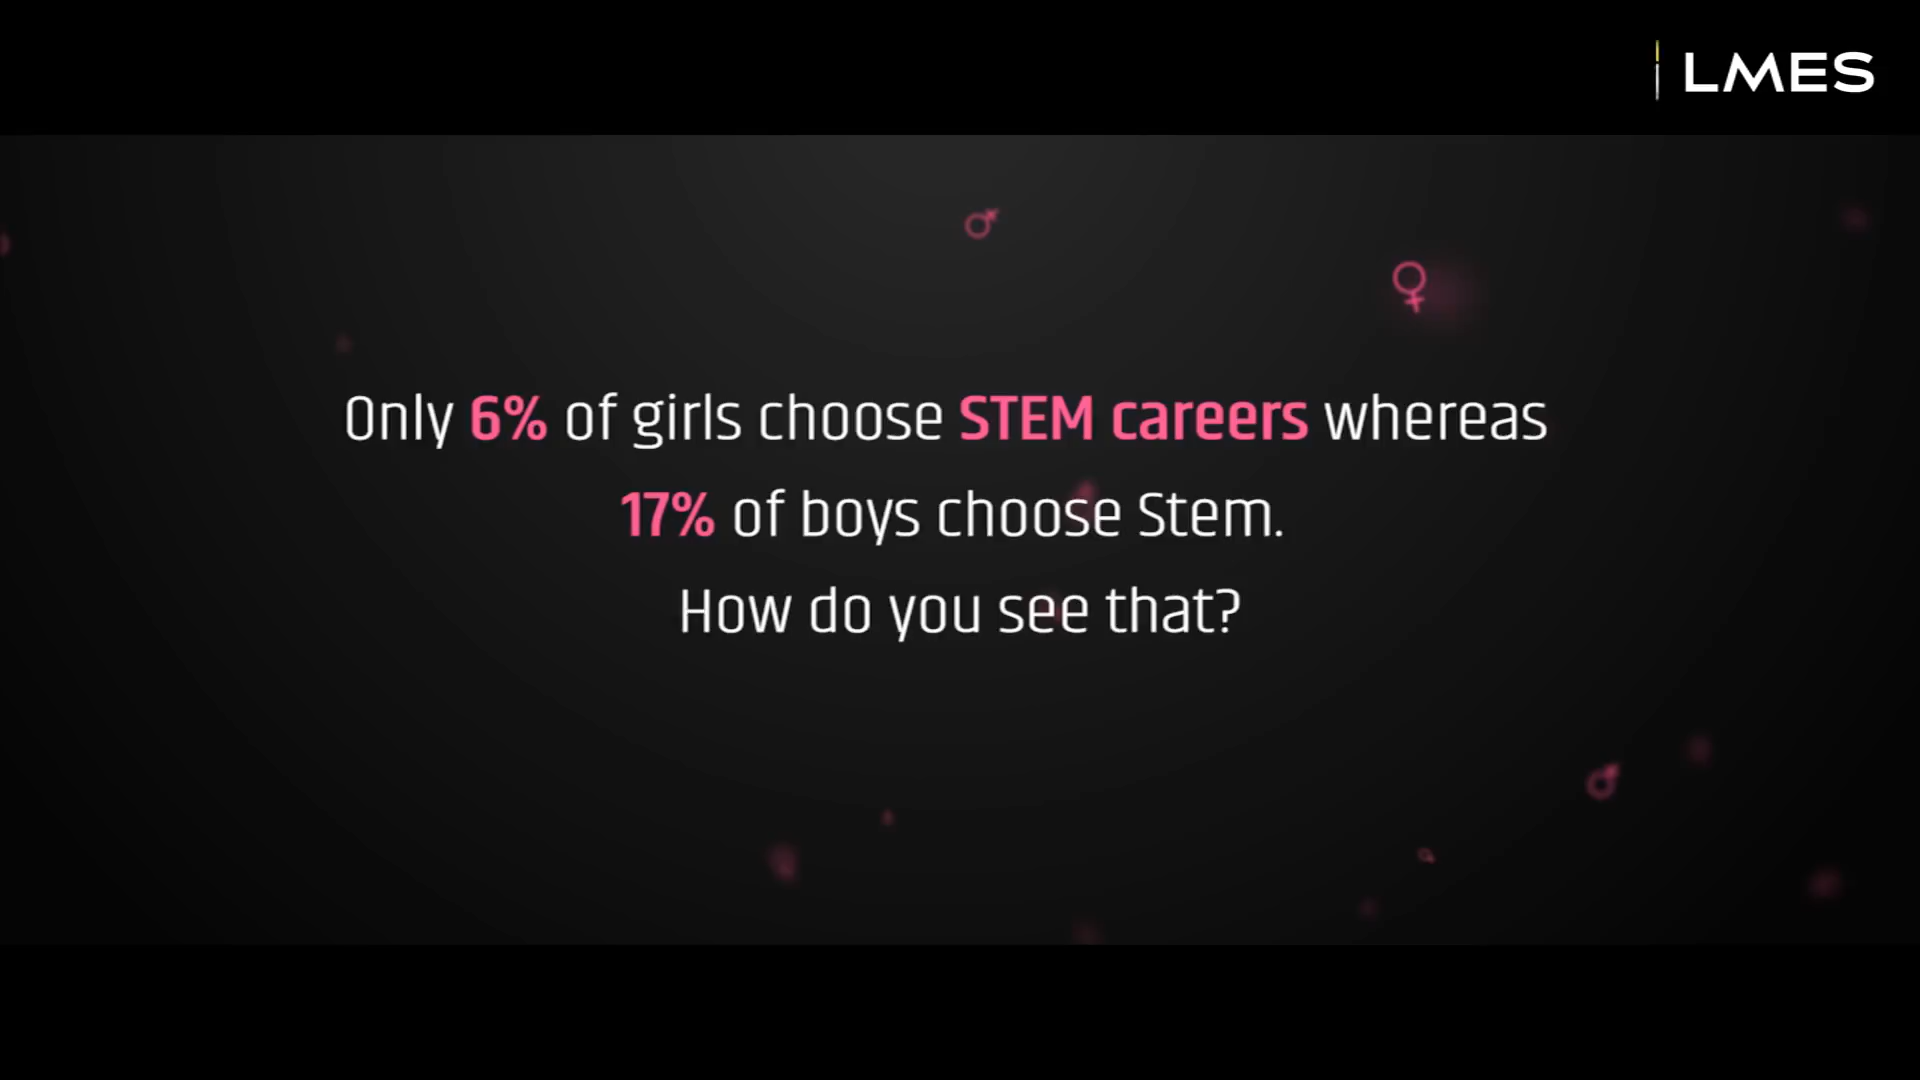 LMES
Only 6% of girls choose STEM careers whereas
17% of boys choose Stem.
How do you see that?